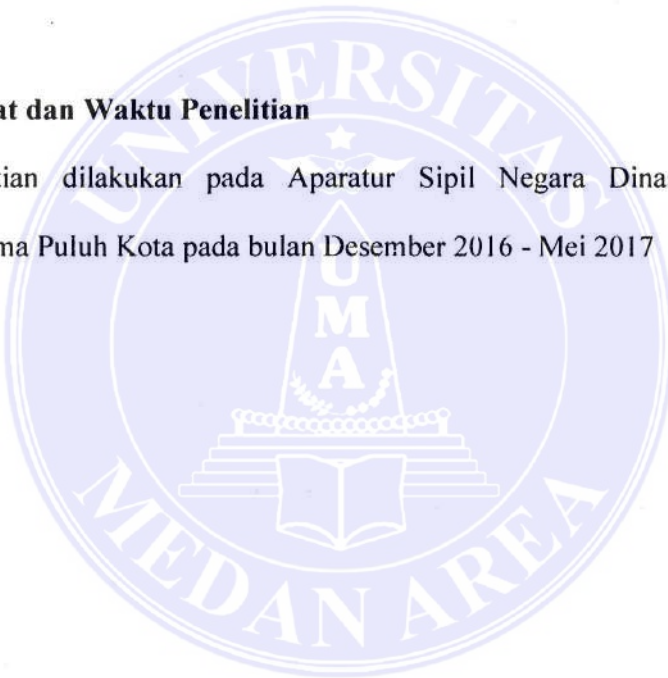 at dan Waktu Penelitian
tian dilakukan pada Aparatur Sipil Negara Dina
ma Puluh Kota pada bulan Desember 2016 - Mei 2017
UNIVERSITAS
UMA
MEDAN AREA